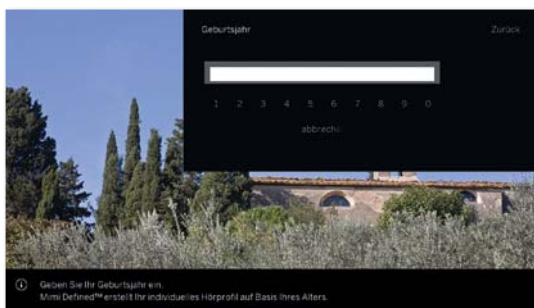 Geburtsjahr
Zurück
1 2 3 4 5 6 7 8 9 0
abbreche
Geben Sie Ihr Geburtsjahr ein.
Mimi Defined™ erstellt Ihr individuelles Hörprofil auf Basis Ihres Alters.